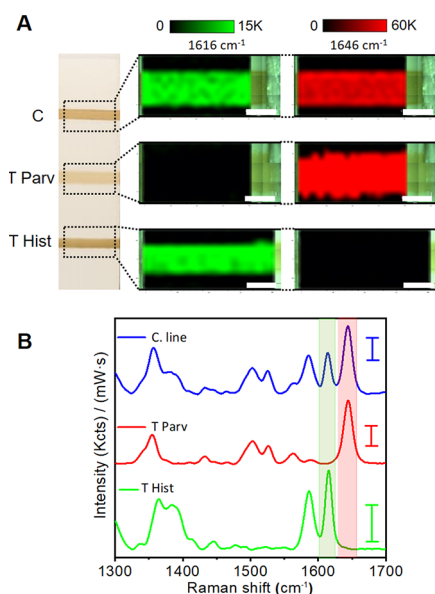 A
0 15K 0 60K
1616 cm-1 1646 cm-1
C
T Parv
T Hist
B
C. line
T Parv
T Hist
Intensity (Kcts) / (mW·s)
1300 1400 1500 1600 1700
Raman shift (cm-1)